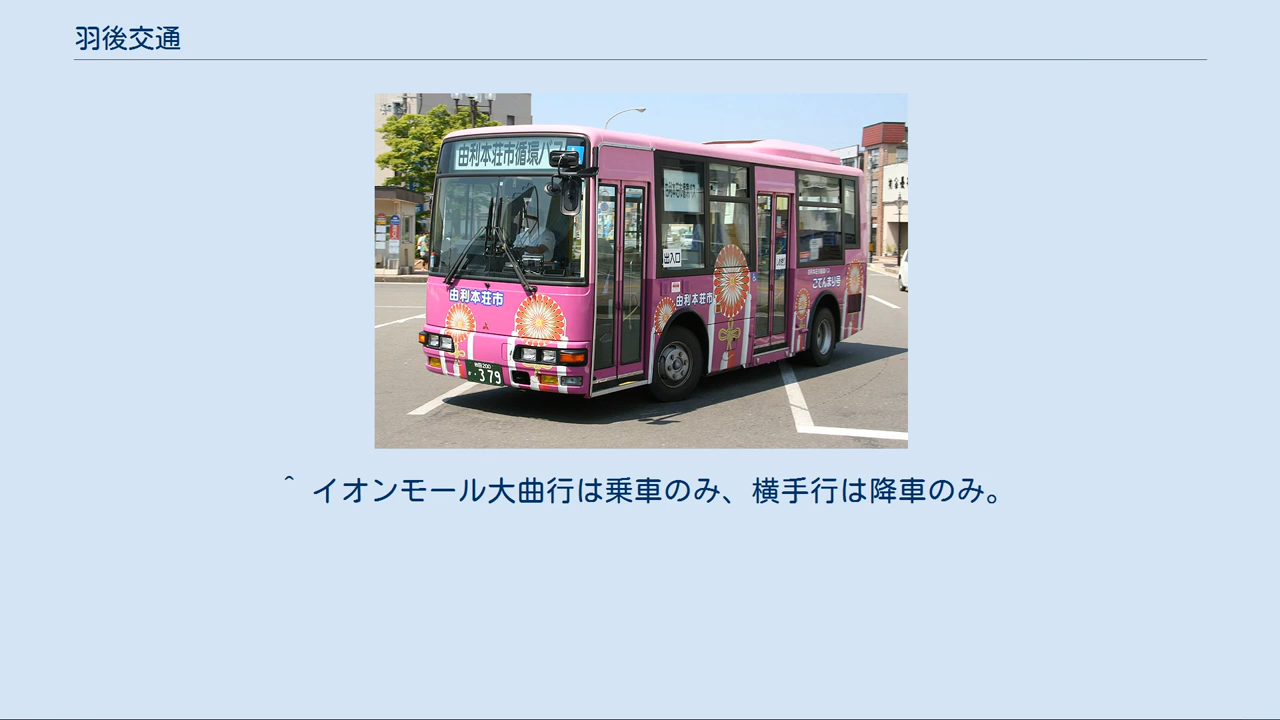 羽後交通
由利本荘市循環バス
出入口
由利本荘市
由利本荘市
こてんまり号
379
^ イオンモール大曲行は乗車のみ、横手行は降車のみ。